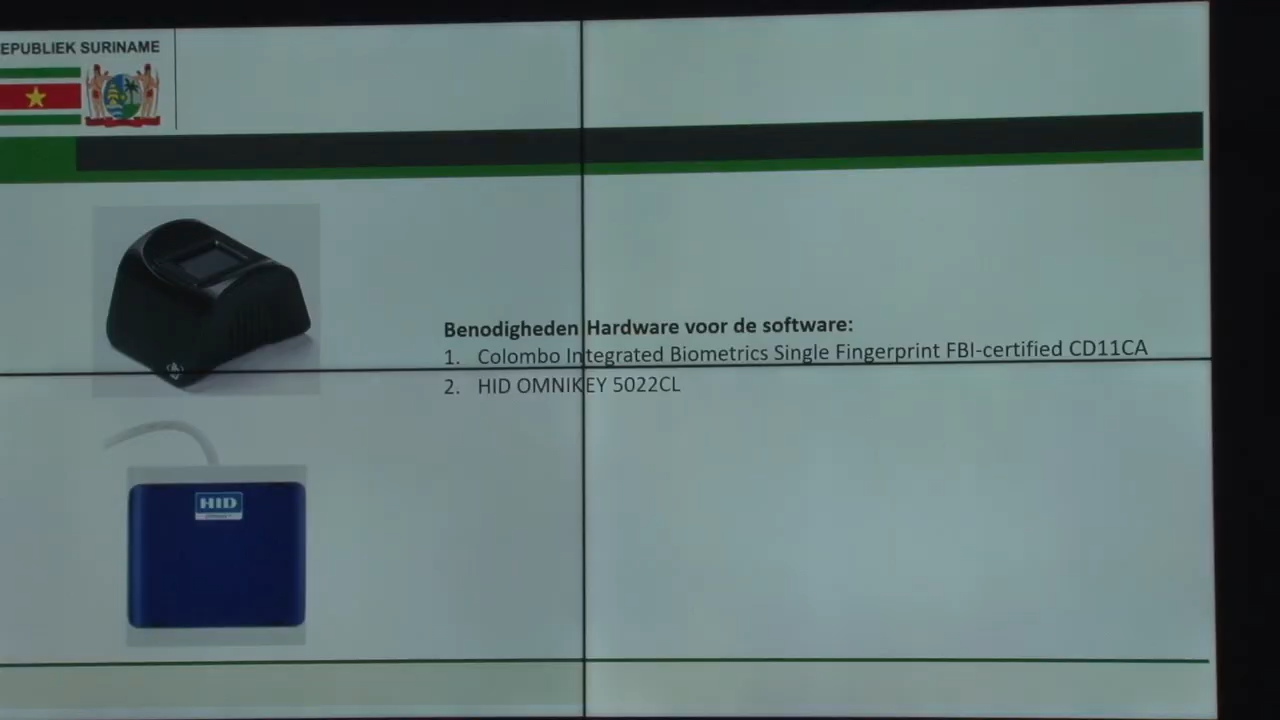 EPUBLIEK SURINAME
Benodigheden Hardware voor de software:
1. Colombo Integrated Biometrics Single Fingerprint FBI-certified CD11CA
2. HID OMNIKEY 5022CL
HID